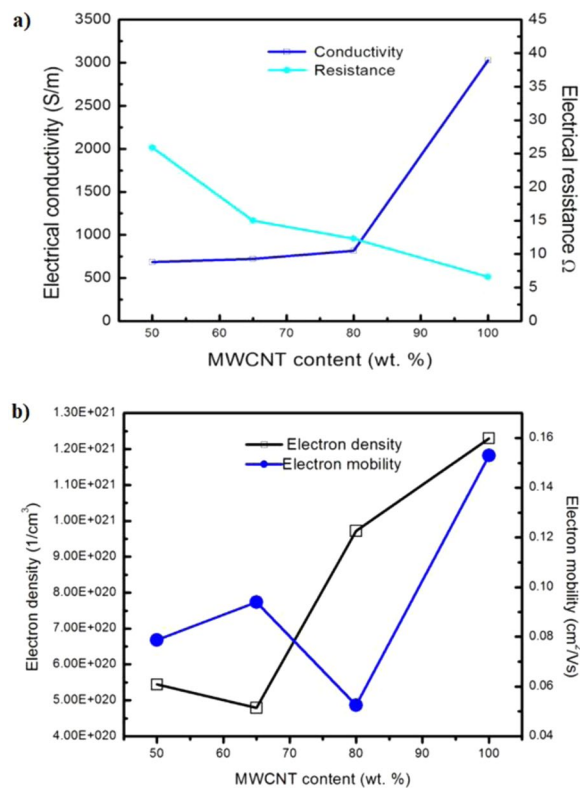 a)
Electrical conductivity (S/m)
3500
3000
2500
2000
1500
1000
500
0
Conductivity
Resistance
45
40
35
30
25
20
15
10
5
0
Electrical resistance Ω
50 60 70 80 90 100
MWCNT content (wt. %)
b)
Electron density (1/cm³)
1.30E+021
1.20E+021
1.10E+021
1.00E+021
9.00E+020
8.00E+020
7.00E+020
6.00E+020
5.00E+020
4.00E+020
Electron density
Electron mobility
0.16
0.14
0.12
0.10
0.08
0.06
0.04
Electron mobility (cm²/Vs)
50 60 70 80 90 100
MWCNT content (wt. %)